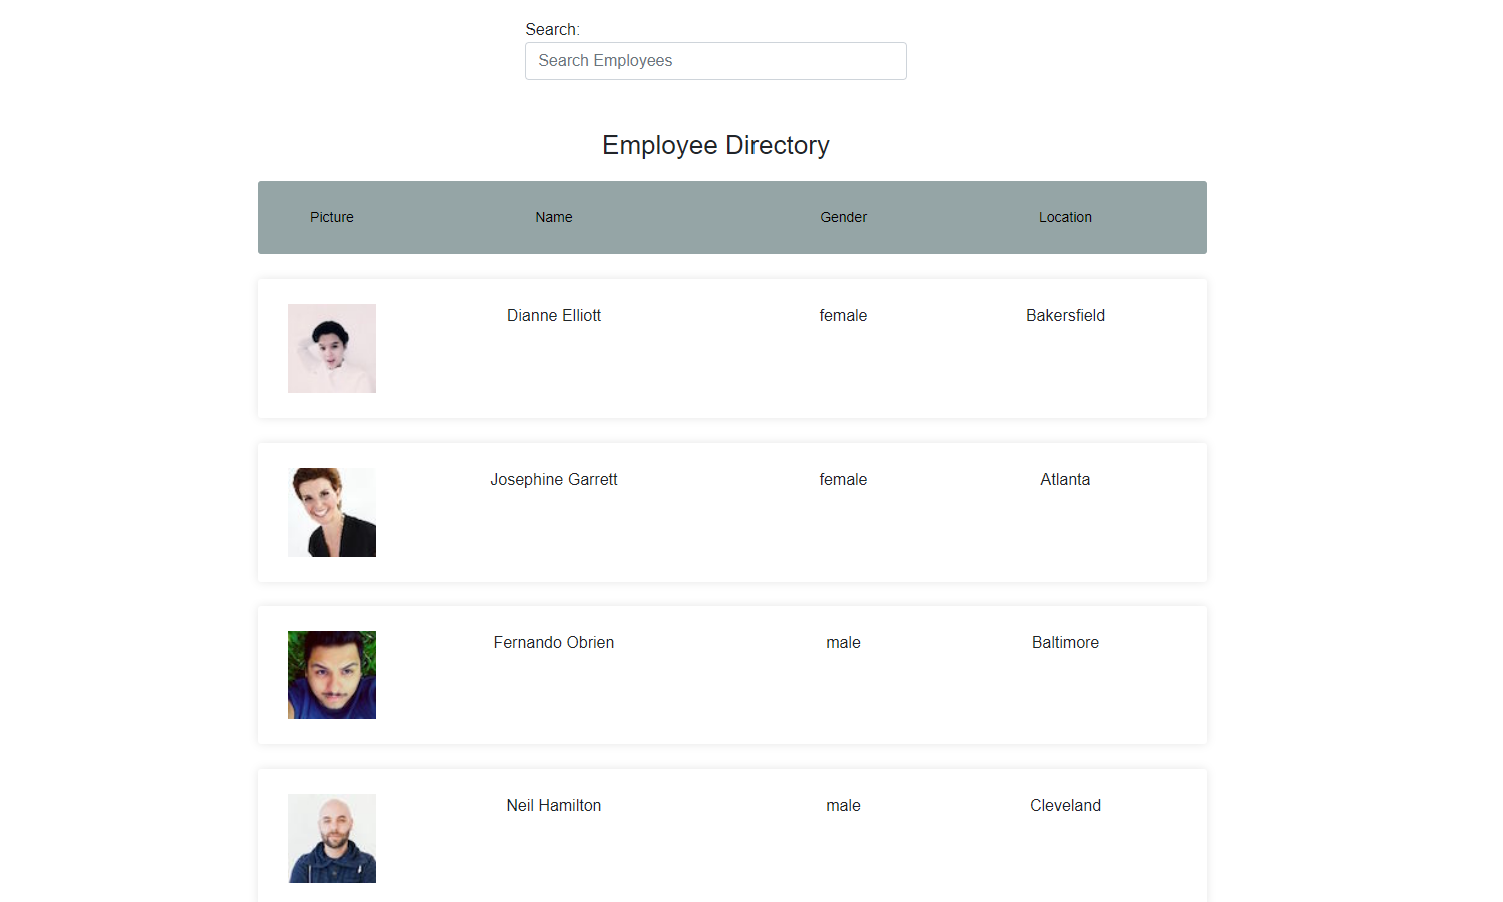 Search:
Search Employees
Employee Directory
Picture Name Gender Location
Dianne Elliott female Bakersfield
Josephine Garrett female Atlanta
Fernando Obrien male Baltimore
Neil Hamilton male Cleveland